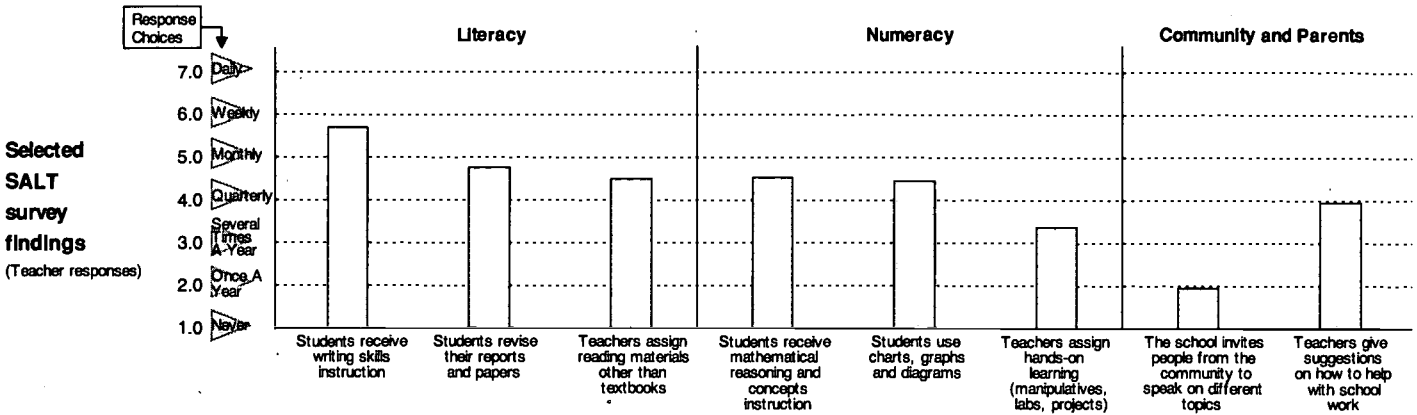 Response
Choices
Literacy
Numeracy
Community and Parents
7.0 Daily
6.0 Weekly
5.0 Monthly
4.0 Quarterly
Several
Times
3.0 A-Year
Once A
2.0 Year
1.0 Never
Selected
SALT
survey
findings
(Teacher responses)
Students receive
writing skills
instruction
Students revise
their reports
and papers
Teachers assign
reading materials
other than
textbooks
Students receive
mathematical
reasoning and
concepts
instruction
Students use
charts, graphs
and diagrams
Teachers assign
hands-on
learning
(manipulatives,
labs, projects)
The school invites
people from the
community to
speak on different
topics
Teachers give
suggestions
on how to help
with school
work